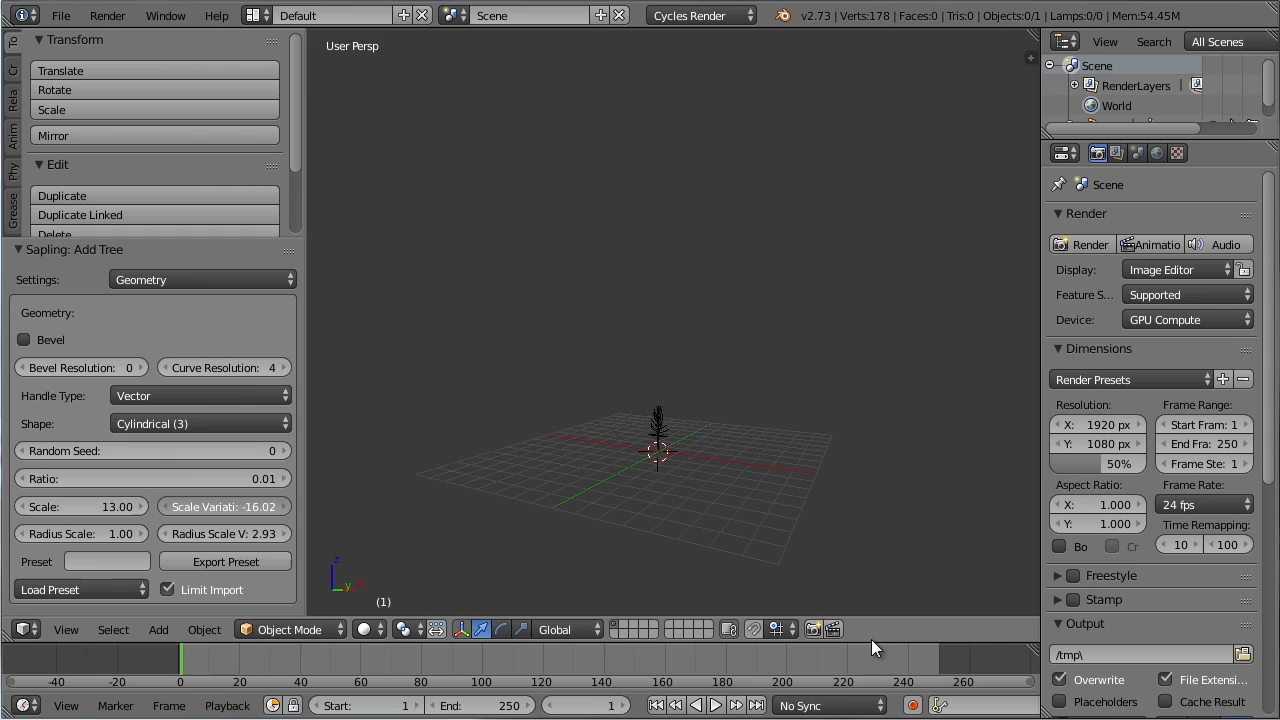 File Render Window Help Default Scene Cycles Render v2.73 | Verts:178 | Faces:0 | Tris:0 | Objects:0/1 | Lamps:0/0 | Mem:54.45M
To
Cr
Rela
Anim
Phy
Grease
Transform
Translate
Rotate
Scale
Mirror
Edit
Duplicate
Duplicate Linked
Delete
Sapling: Add Tree
Settings: Geometry
Geometry:
Bevel
Bevel Resolution: 0 Curve Resolution: 4
Handle Type: Vector
Shape: Cylindrical (3)
Random Seed: 0
Ratio: 0.01
Scale: 13.00 Scale Variati: -16.02
Radius Scale: 1.00 Radius Scale V: 2.93
Preset Export Preset
Load Preset Limit Import
User Persp
z
y
x
(1)
View Select Add Object Object Mode Global
-40 -20 0 20 40 60 80 100 120 140 160 180 200 220 240 260
View Marker Frame Playback Start: 1 End: 250 1 No Sync
View Search All Scenes
Scene
RenderLayers |
World
Scene
Render
Render Animatio Audio
Display: Image Editor
Feature S... Supported
Device: GPU Compute
Dimensions
Render Presets
Resolution: Frame Range:
X: 1920 px Start Fram: 1
Y: 1080 px End Fra: 250
50% Frame Ste: 1
Aspect Ratio: Frame Rate:
X: 1.000 24 fps
Y: 1.000 Time Remapping:
Bo Cr 10 100
Freestyle
Stamp
Output
/tmp\
Overwrite File Extensi...
Placeholders Cache Result